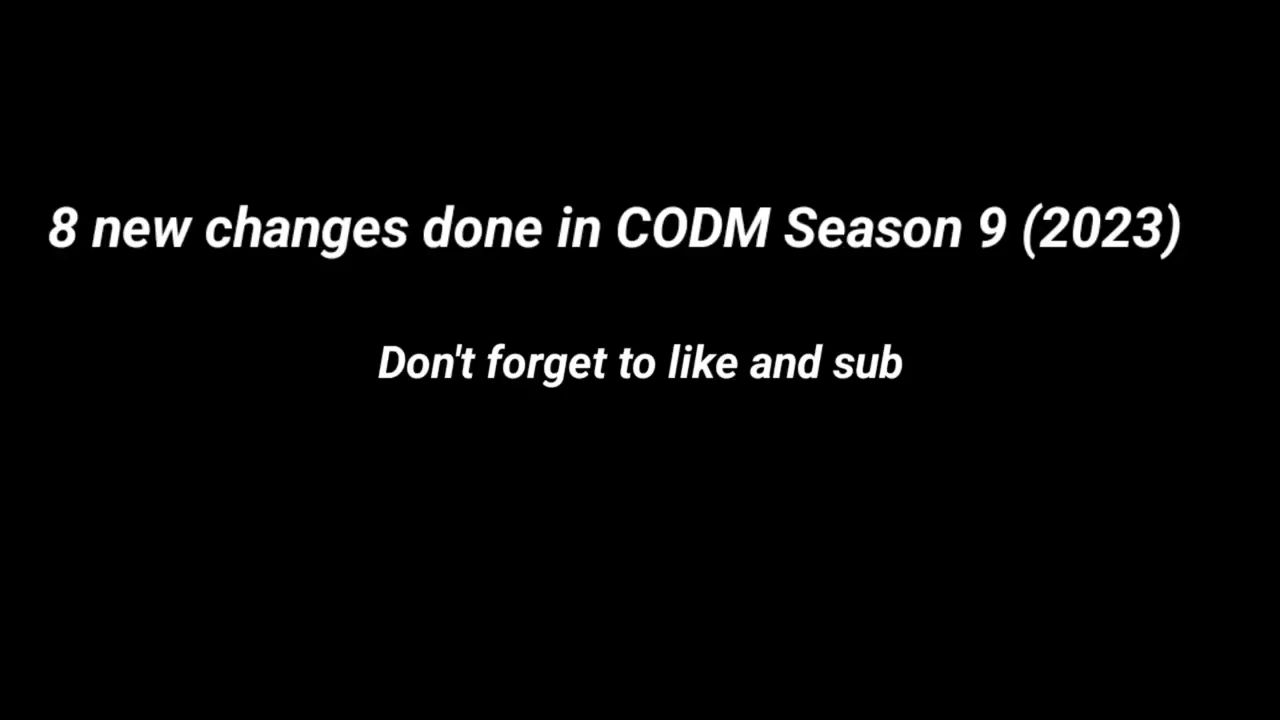 8 new changes done in CODM Season 9 (2023)
Don't forget to like and sub